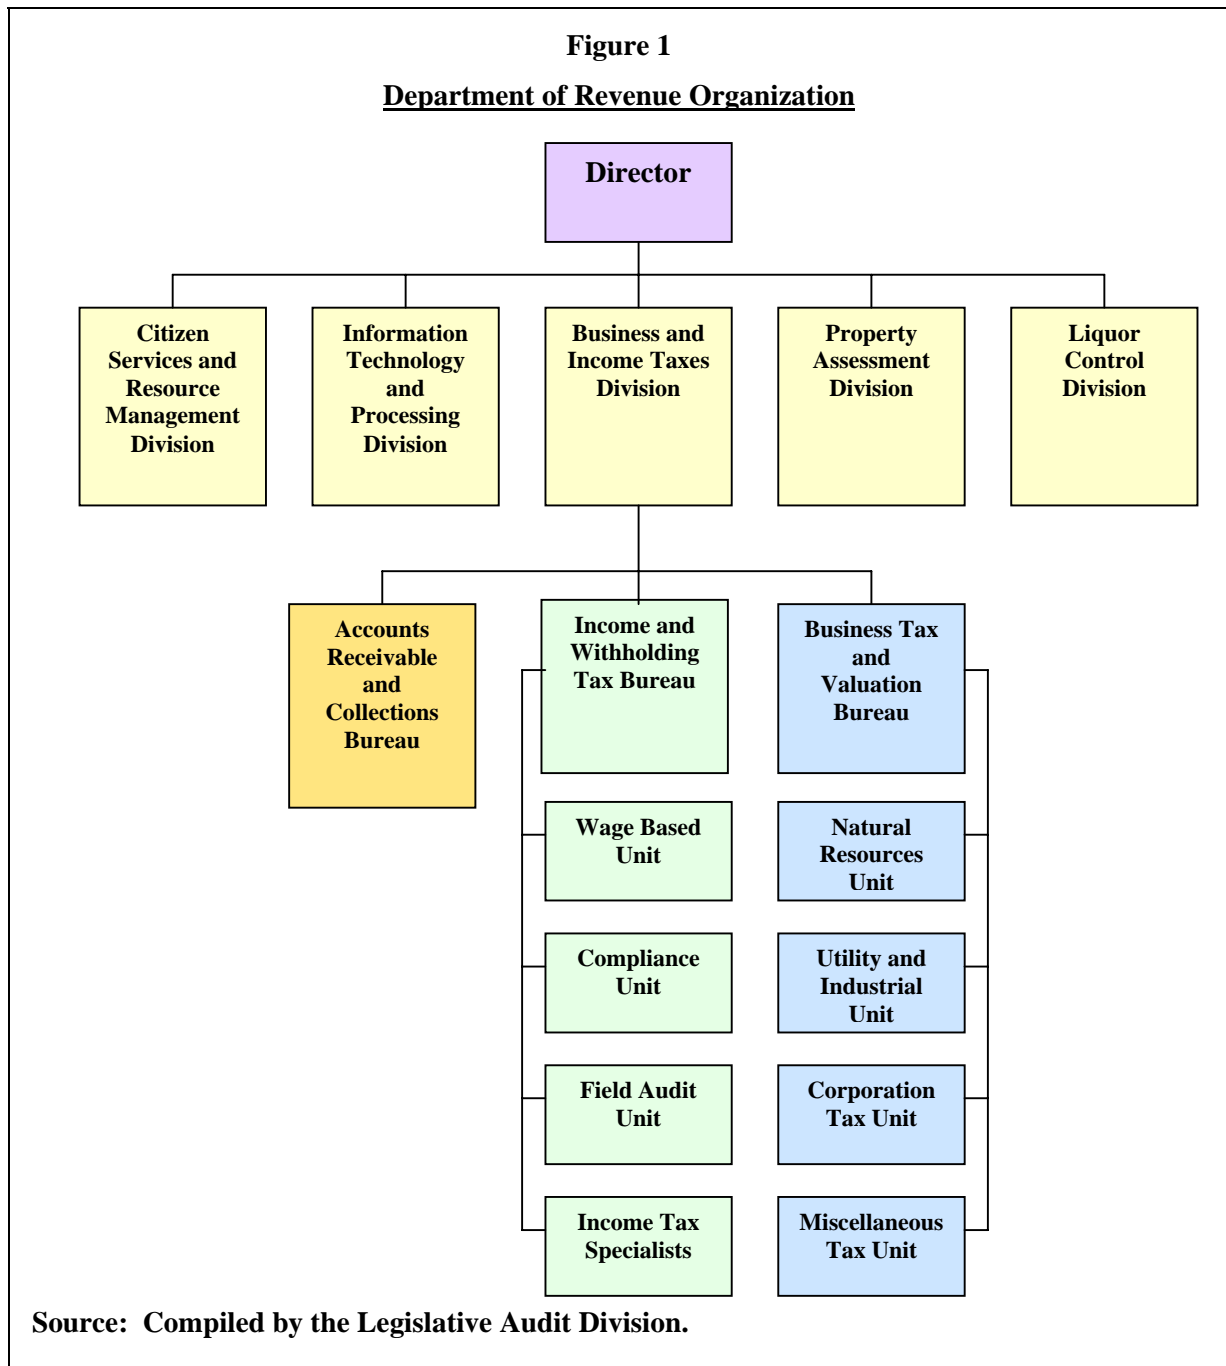 Figure 1
Department of Revenue Organization
Director
Citizen
Services and
Resource
Management
Division
Information
Technology
and
Processing
Division
Business and
Income Taxes
Division
Property
Assessment
Division
Liquor
Control
Division
Accounts
Receivable
and
Collections
Bureau
Income and
Withholding
Tax Bureau
Business Tax
and
Valuation
Bureau
Wage Based
Unit
Natural
Resources
Unit
Compliance
Unit
Utility and
Industrial
Unit
Field Audit
Unit
Corporation
Tax Unit
Income Tax
Specialists
Miscellaneous
Tax Unit
Source:  Compiled by the Legislative Audit Division.